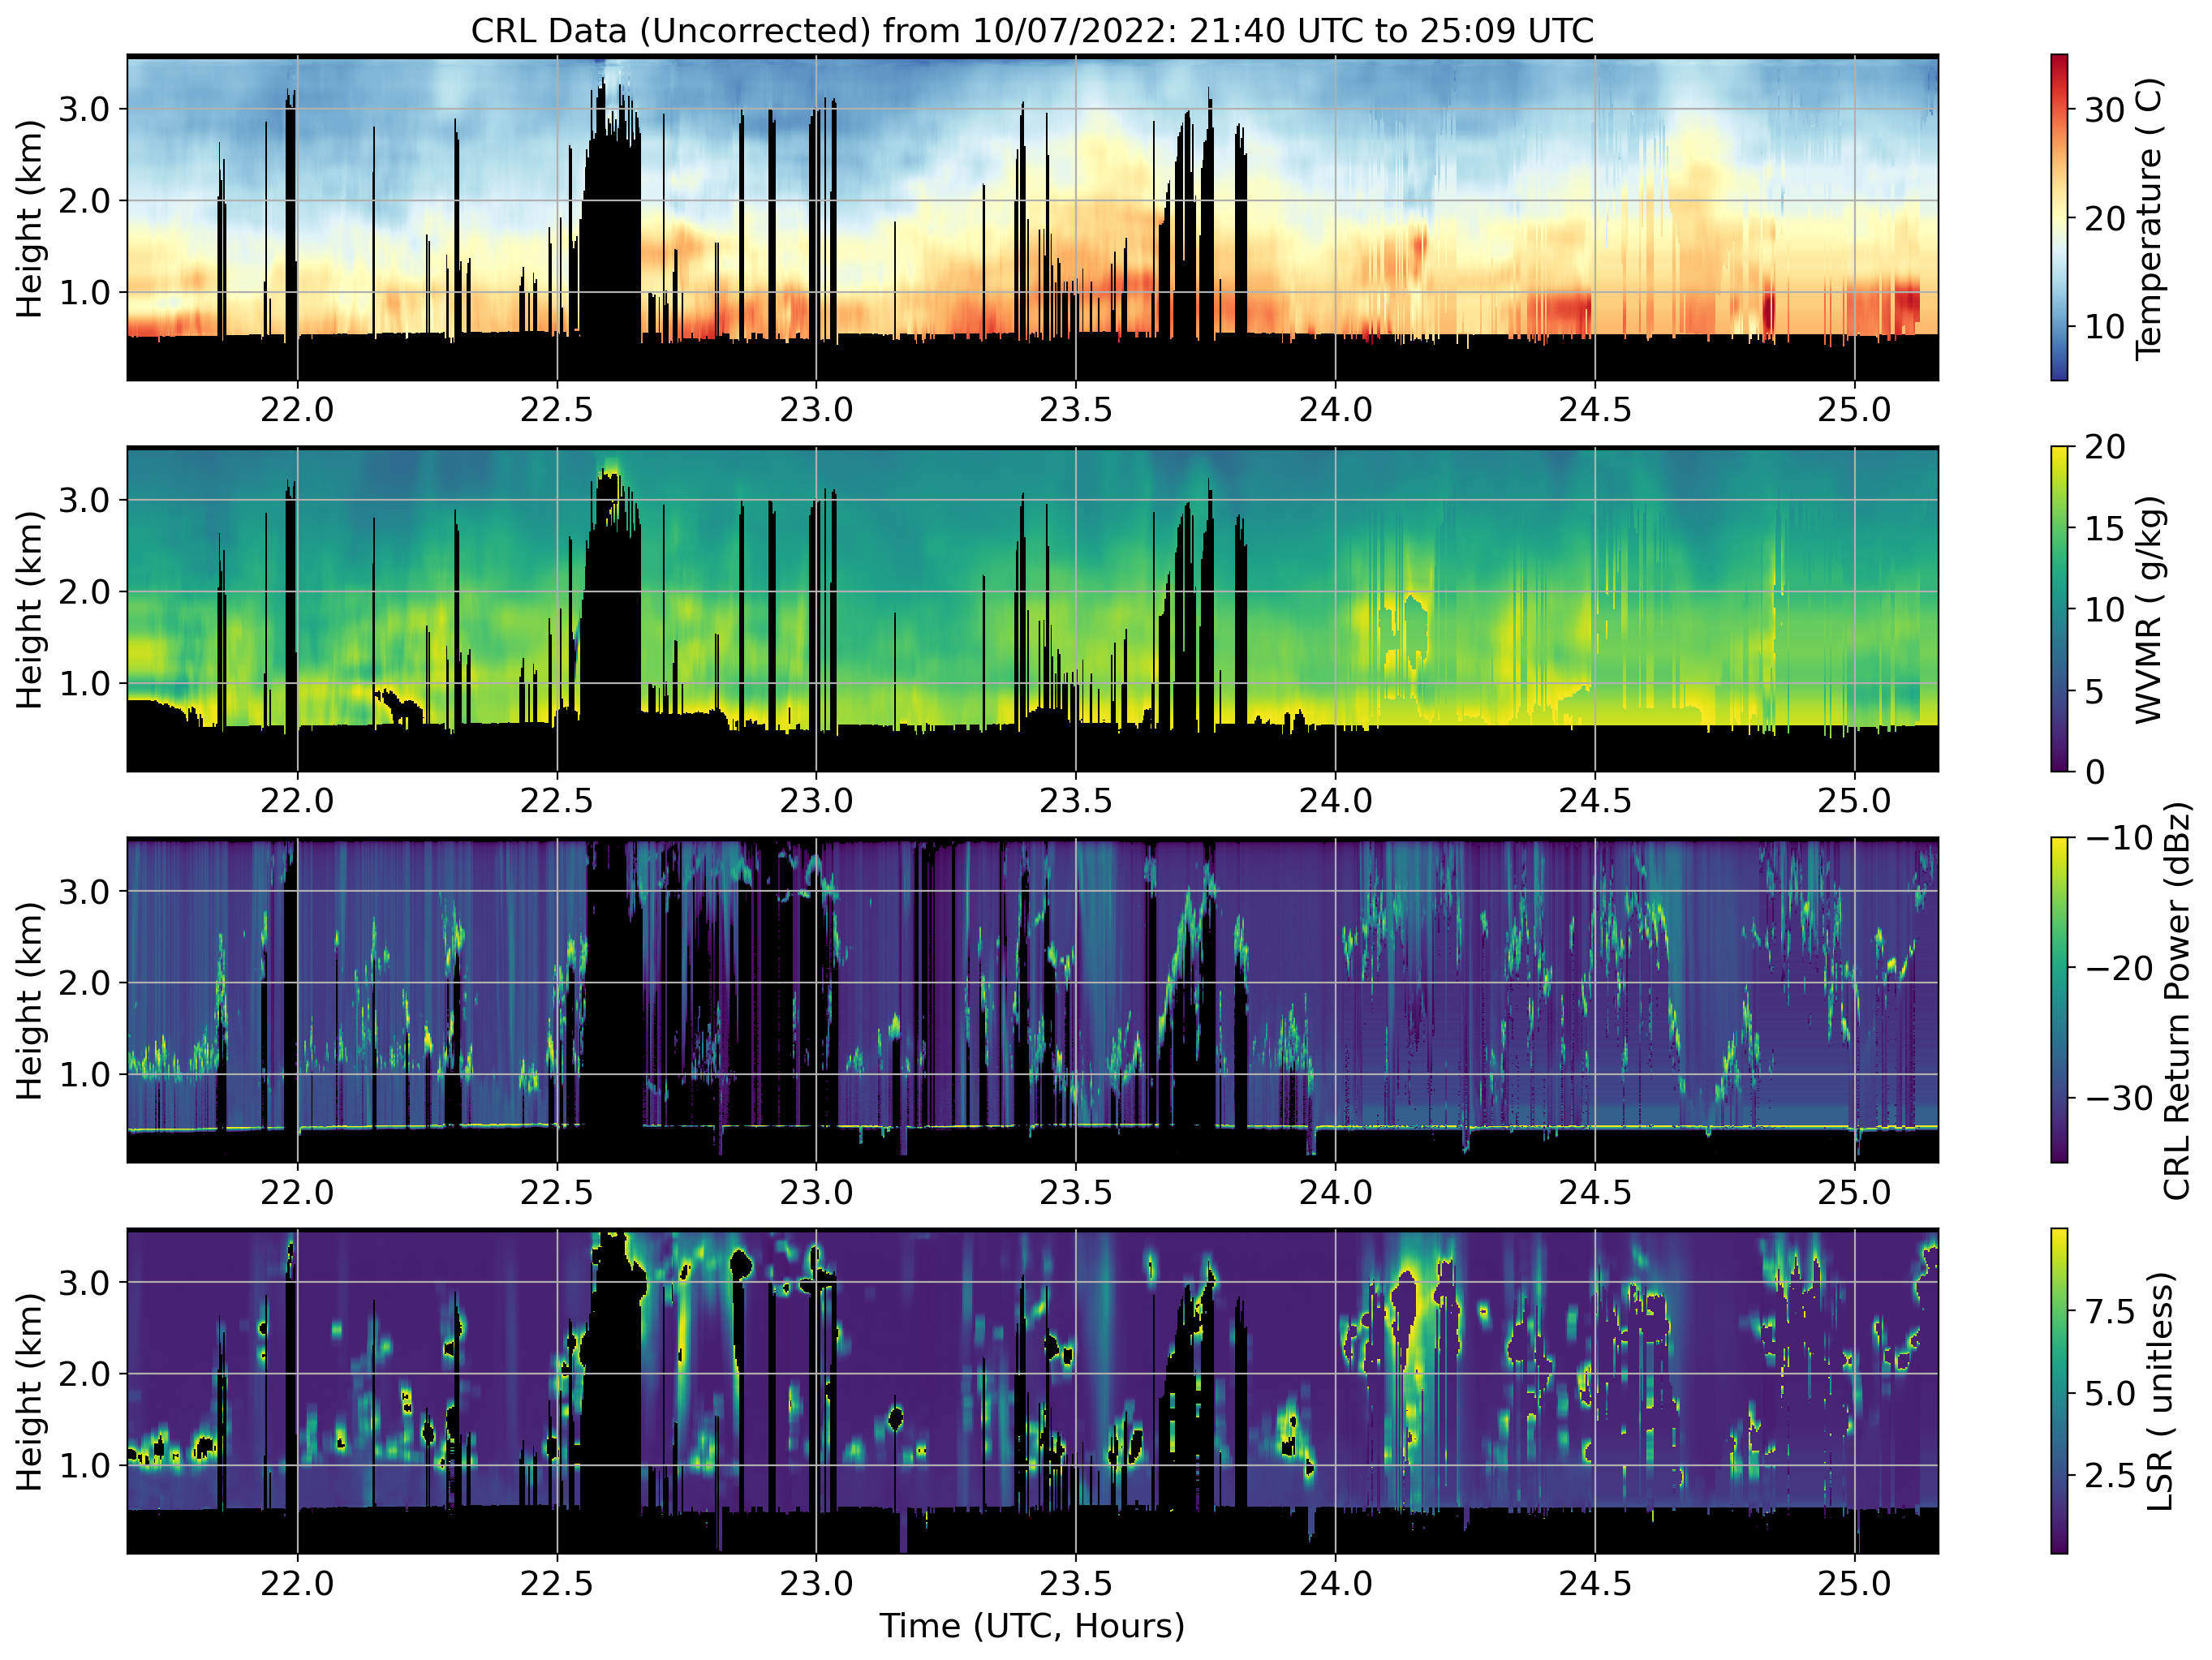 CRL Data (Uncorrected) from 10/07/2022: 21:40 UTC to 25:09 UTC
Height (km)
3.0
2.0
1.0
22.0 22.5 23.0 23.5 24.0 24.5 25.0
30
20
10
Temperature ( C)
Height (km)
3.0
2.0
1.0
22.0 22.5 23.0 23.5 24.0 24.5 25.0
20
15
10
5
0
WVMR ( g/kg)
Height (km)
3.0
2.0
1.0
22.0 22.5 23.0 23.5 24.0 24.5 25.0
−10
−20
−30
CRL Return Power (dBz)
Height (km)
3.0
2.0
1.0
22.0 22.5 23.0 23.5 24.0 24.5 25.0
7.5
5.0
2.5
LSR ( unitless)
Time (UTC, Hours)